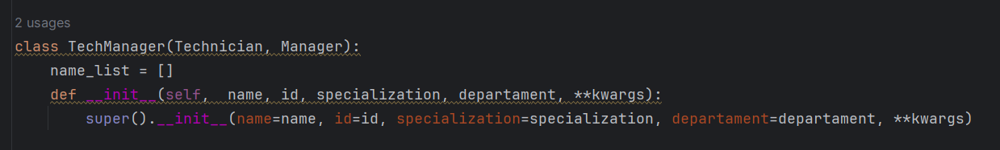 2 usages
class TechManager(Technician, Manager):
    name_list = []
    def __init__(self,  name, id, specialization, departament, **kwargs):
        super().__init__(name=name, id=id, specialization=specialization, departament=departament, **kwargs)